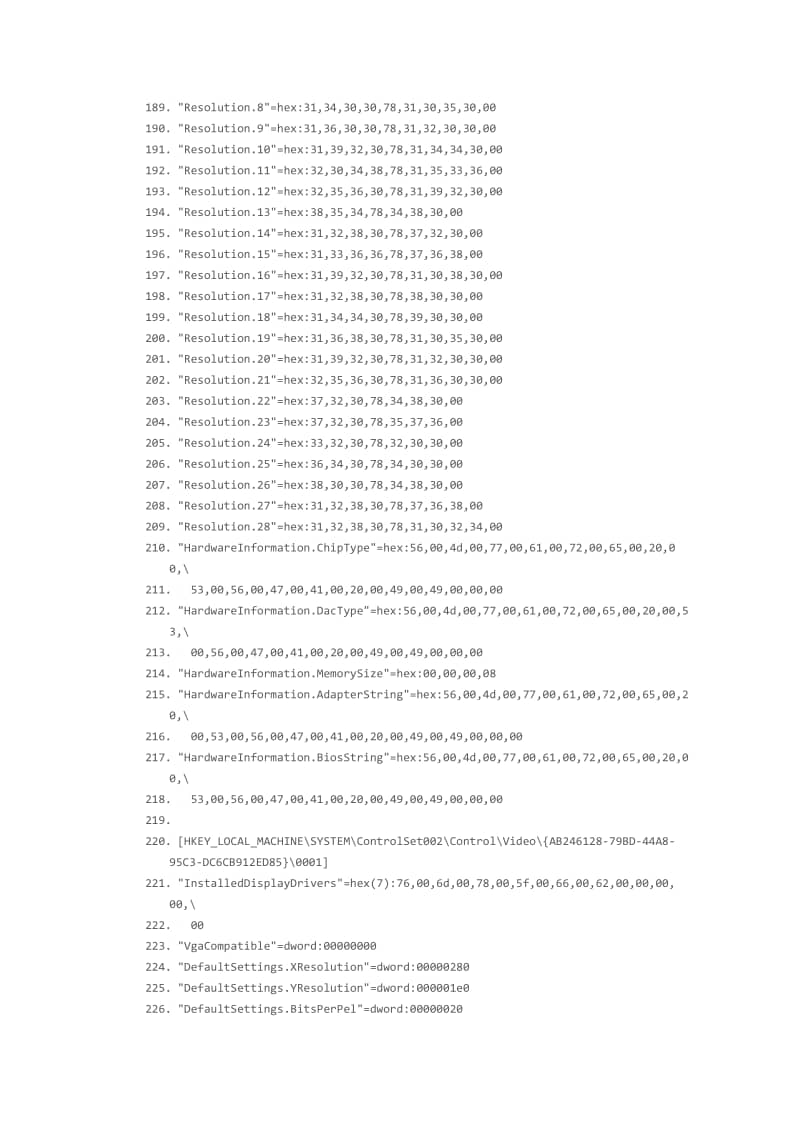 189. "Resolution.8"=hex:31,34,30,30,78,31,30,35,30,00
190. "Resolution.9"=hex:31,36,30,30,78,31,32,30,30,00
191. "Resolution.10"=hex:31,39,32,30,78,31,34,34,30,00
192. "Resolution.11"=hex:32,30,34,38,78,31,35,33,36,00
193. "Resolution.12"=hex:32,35,36,30,78,31,39,32,30,00
194. "Resolution.13"=hex:38,35,34,78,34,38,30,00
195. "Resolution.14"=hex:31,32,38,30,78,37,32,30,00
196. "Resolution.15"=hex:31,33,36,36,78,37,36,38,00
197. "Resolution.16"=hex:31,39,32,30,78,31,30,38,30,00
198. "Resolution.17"=hex:31,32,38,30,78,38,30,30,00
199. "Resolution.18"=hex:31,34,34,30,78,39,30,30,00
200. "Resolution.19"=hex:31,36,38,30,78,31,30,35,30,00
201. "Resolution.20"=hex:31,39,32,30,78,31,32,30,30,00
202. "Resolution.21"=hex:32,35,36,30,78,31,36,30,30,00
203. "Resolution.22"=hex:37,32,30,78,34,38,30,00
204. "Resolution.23"=hex:37,32,30,78,35,37,36,00
205. "Resolution.24"=hex:33,32,30,78,32,30,30,00
206. "Resolution.25"=hex:36,34,30,78,34,30,30,00
207. "Resolution.26"=hex:38,30,30,78,34,38,30,00
208. "Resolution.27"=hex:31,32,38,30,78,37,36,38,00
209. "Resolution.28"=hex:31,32,38,30,78,31,30,32,34,00
210. "HardwareInformation.ChipType"=hex:56,00,4d,00,77,00,61,00,72,00,65,00,20,0
0,\
211.   53,00,56,00,47,00,41,00,20,00,49,00,49,00,00,00
212. "HardwareInformation.DacType"=hex:56,00,4d,00,77,00,61,00,72,00,65,00,20,00,5
3,\
213.   00,56,00,47,00,41,00,20,00,49,00,49,00,00,00
214. "HardwareInformation.MemorySize"=hex:00,00,00,08
215. "HardwareInformation.AdapterString"=hex:56,00,4d,00,77,00,61,00,72,00,65,00,2
0,\
216.   00,53,00,56,00,47,00,41,00,20,00,49,00,49,00,00,00
217. "HardwareInformation.BiosString"=hex:56,00,4d,00,77,00,61,00,72,00,65,00,20,0
0,\
218.   53,00,56,00,47,00,41,00,20,00,49,00,49,00,00,00
219.
220. [HKEY_LOCAL_MACHINE\SYSTEM\ControlSet002\Control\Video\{AB246128-79BD-44A8-
95C3-DC6CB912ED85}\0001]
221. "InstalledDisplayDrivers"=hex(7):76,00,6d,00,78,00,5f,00,66,00,62,00,00,00,
00,\
222.   00
223. "VgaCompatible"=dword:00000000
224. "DefaultSettings.XResolution"=dword:00000280
225. "DefaultSettings.YResolution"=dword:000001e0
226. "DefaultSettings.BitsPerPel"=dword:00000020